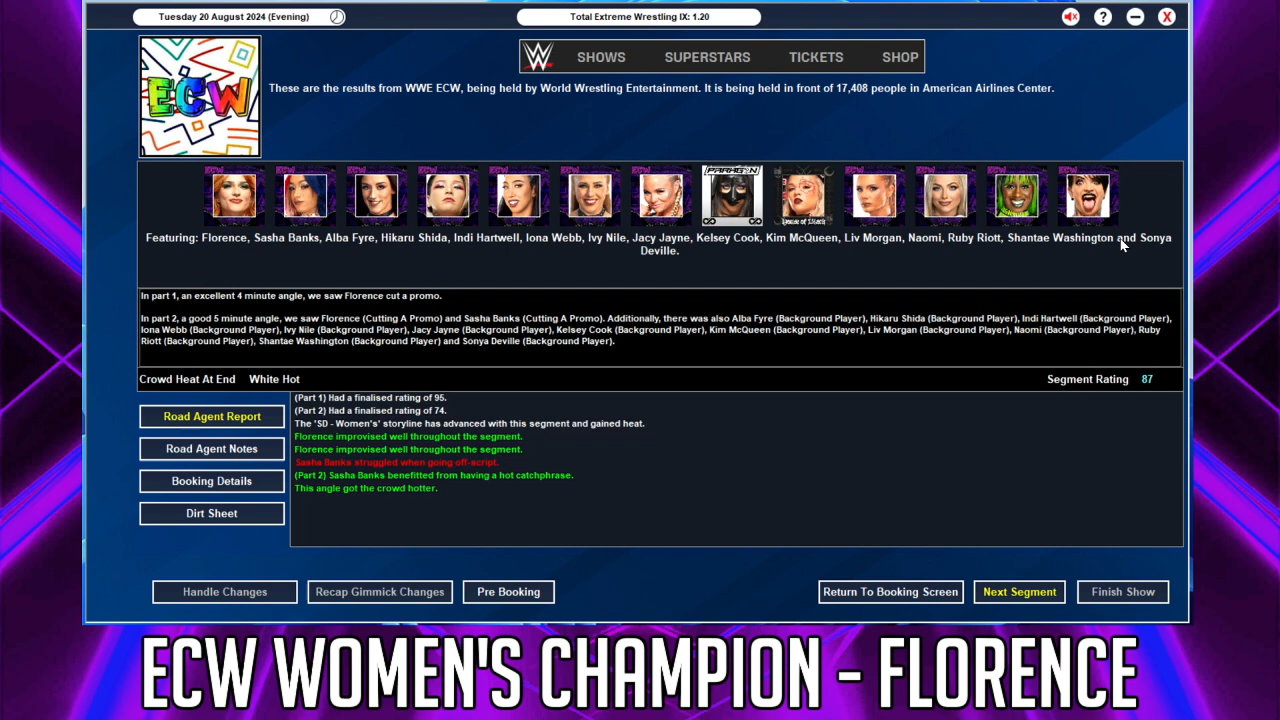 Tuesday 20 August 2024 (Evening)
Total Extreme Wrestling IX: 1.20
? X
ECW
W SHOWS SUPERSTARS TICKETS SHOP
These are the results from WWE ECW, being held by World Wrestling Entertainment. It is being held in front of 17,408 people in American Airlines Center.
PARAGON
House of Black
Featuring: Florence, Sasha Banks, Alba Fyre, Hikaru Shida, Indi Hartwell, Iona Webb, Ivy Nile, Jacy Jayne, Kelsey Cook, Kim McQueen, Liv Morgan, Naomi, Ruby Riott, Shantae Washington and Sonya
Deville.
In part 1, an excellent 4 minute angle, we saw Florence cut a promo.
In part 2, a good 5 minute angle, we saw Florence (Cutting A Promo) and Sasha Banks (Cutting A Promo). Additionally, there was also Alba Fyre (Background Player), Hikaru Shida (Background Player), Indi Hartwell (Background Player),
Iona Webb (Background Player), Ivy Nile (Background Player), Jacy Jayne (Background Player), Kelsey Cook (Background Player), Kim McQueen (Background Player), Liv Morgan (Background Player), Naomi (Background Player), Ruby
Riott (Background Player), Shantae Washington (Background Player) and Sonya Deville (Background Player).
Crowd Heat At End White Hot
Segment Rating 87
Road Agent Report
Road Agent Notes
Booking Details
Dirt Sheet
(Part 1) Had a finalised rating of 95.
(Part 2) Had a finalised rating of 74.
The 'SD - Women's' storyline has advanced with this segment and gained heat.
Florence improvised well throughout the segment.
Florence improvised well throughout the segment.
Sasha Banks struggled when going off-script.
(Part 2) Sasha Banks benefitted from having a hot catchphrase.
This angle got the crowd hotter.
Handle Changes Recap Gimmick Changes Pre Booking Return To Booking Screen Next Segment Finish Show
ECW WOMEN'S CHAMPION - FLORENCE